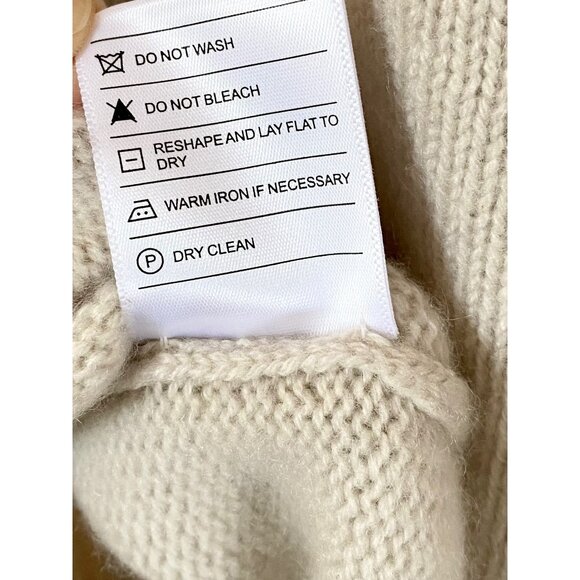 DO NOT WASH
DO NOT BLEACH
RESHAPE AND LAY FLAT TO
DRY
WARM IRON IF NECESSARY
P DRY CLEAN